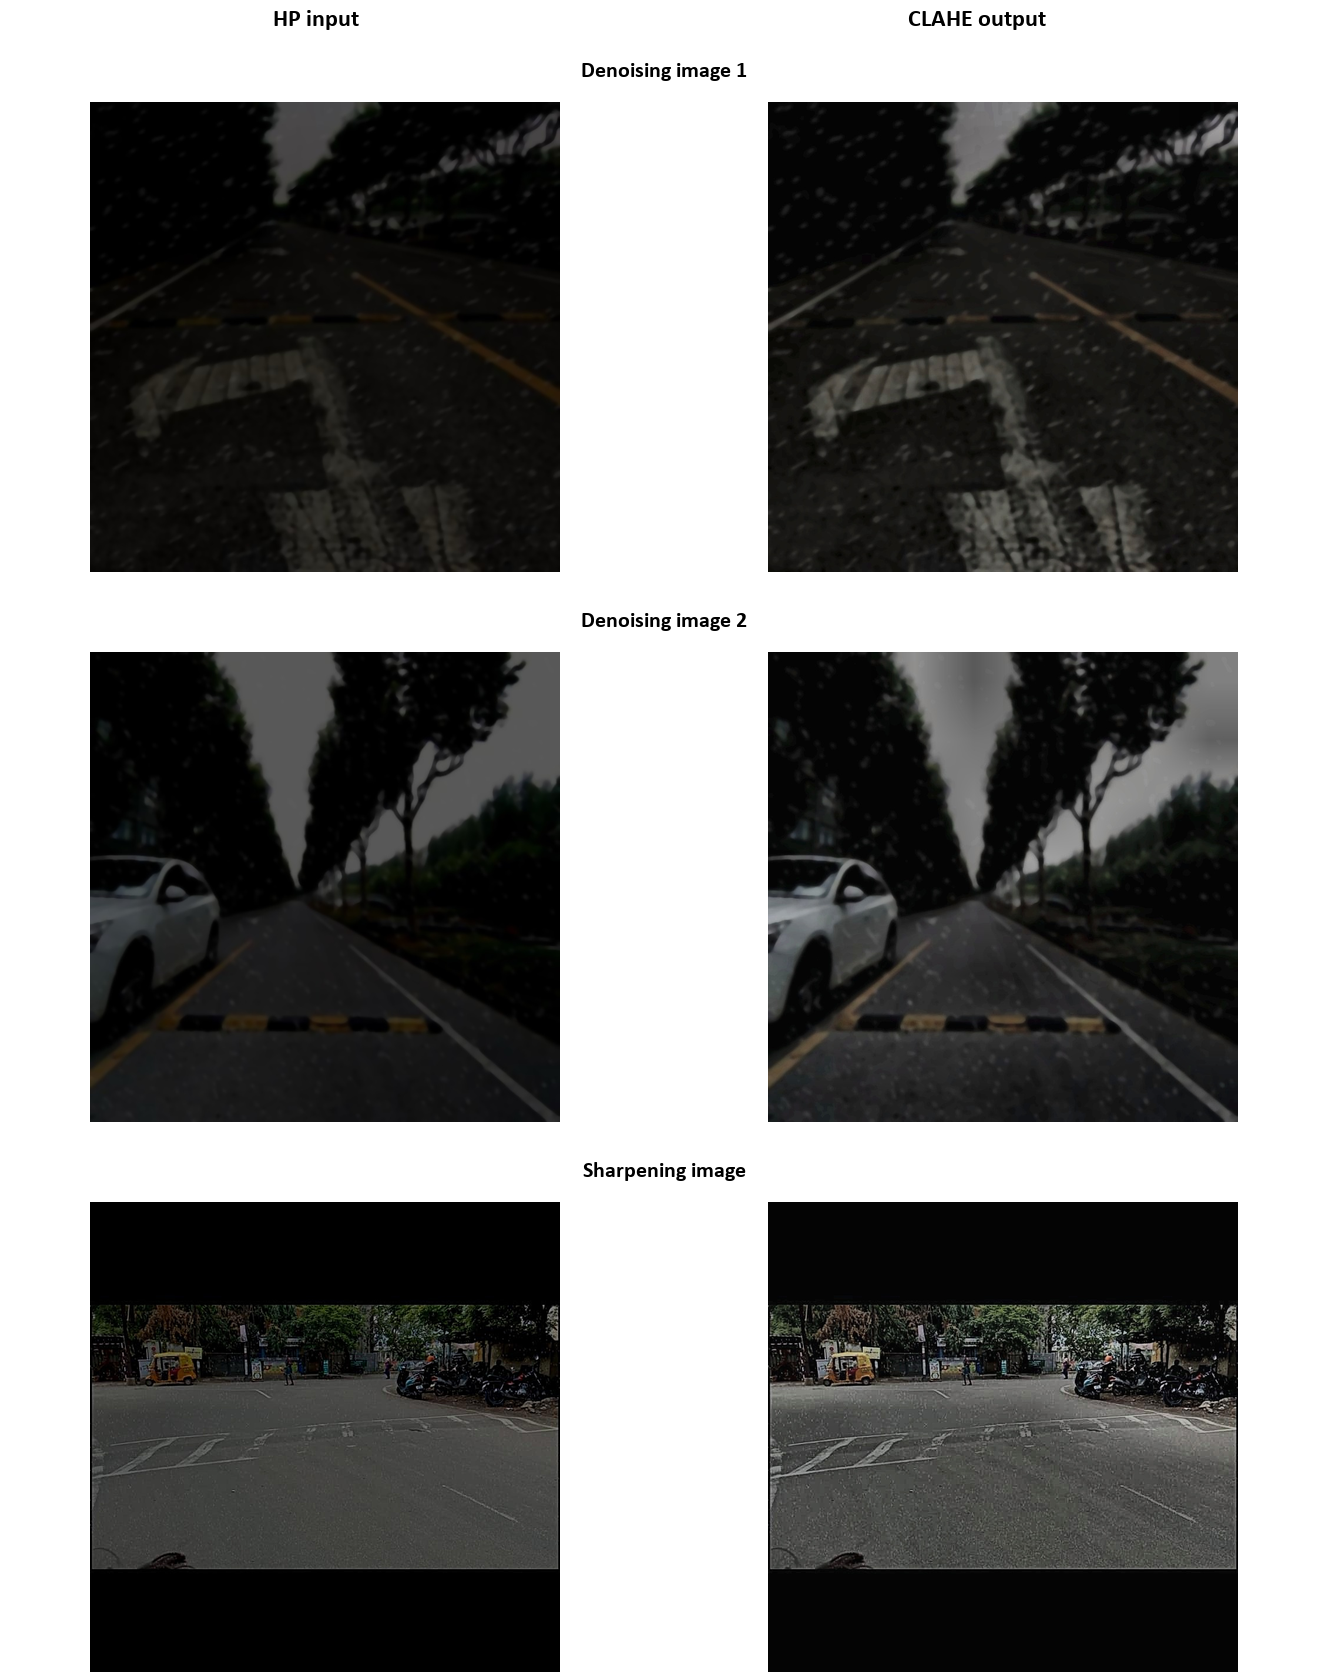 HP input
CLAHE output
Denoising image 1
Denoising image 2
Sharpening image